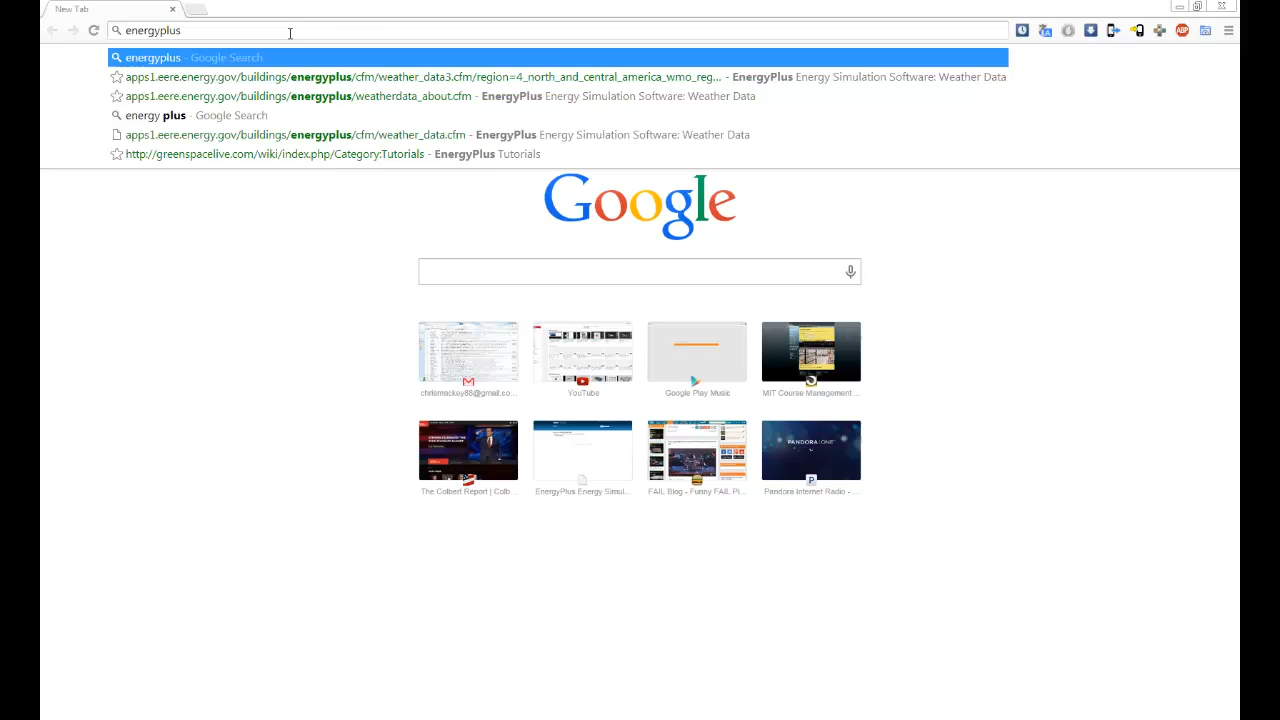 New Tab
energyplus
energyplus - Google Search
apps1.eere.energy.gov/buildings/energyplus/cfm/weather_data3.cfm/region=4_north_and_central_america_wmo_reg... - EnergyPlus Energy Simulation Software: Weather Data
apps1.eere.energy.gov/buildings/energyplus/weatherdata_about.cfm - EnergyPlus Energy Simulation Software: Weather Data
energy plus - Google Search
apps1.eere.energy.gov/buildings/energyplus/cfm/weather_data.cfm - EnergyPlus Energy Simulation Software: Weather Data
http://greenspacelive.com/wiki/index.php/Category:Tutorials - EnergyPlus Tutorials
Google
chrismackey88@gmail.co... YouTube Google Play Music MIT Course Management ...
PANDORA ONE
The Colbert Report | Colb... EnergyPlus Energy Simul... FAIL Blog - Funny FAIL Pi... Pandora Internet Radio - ...